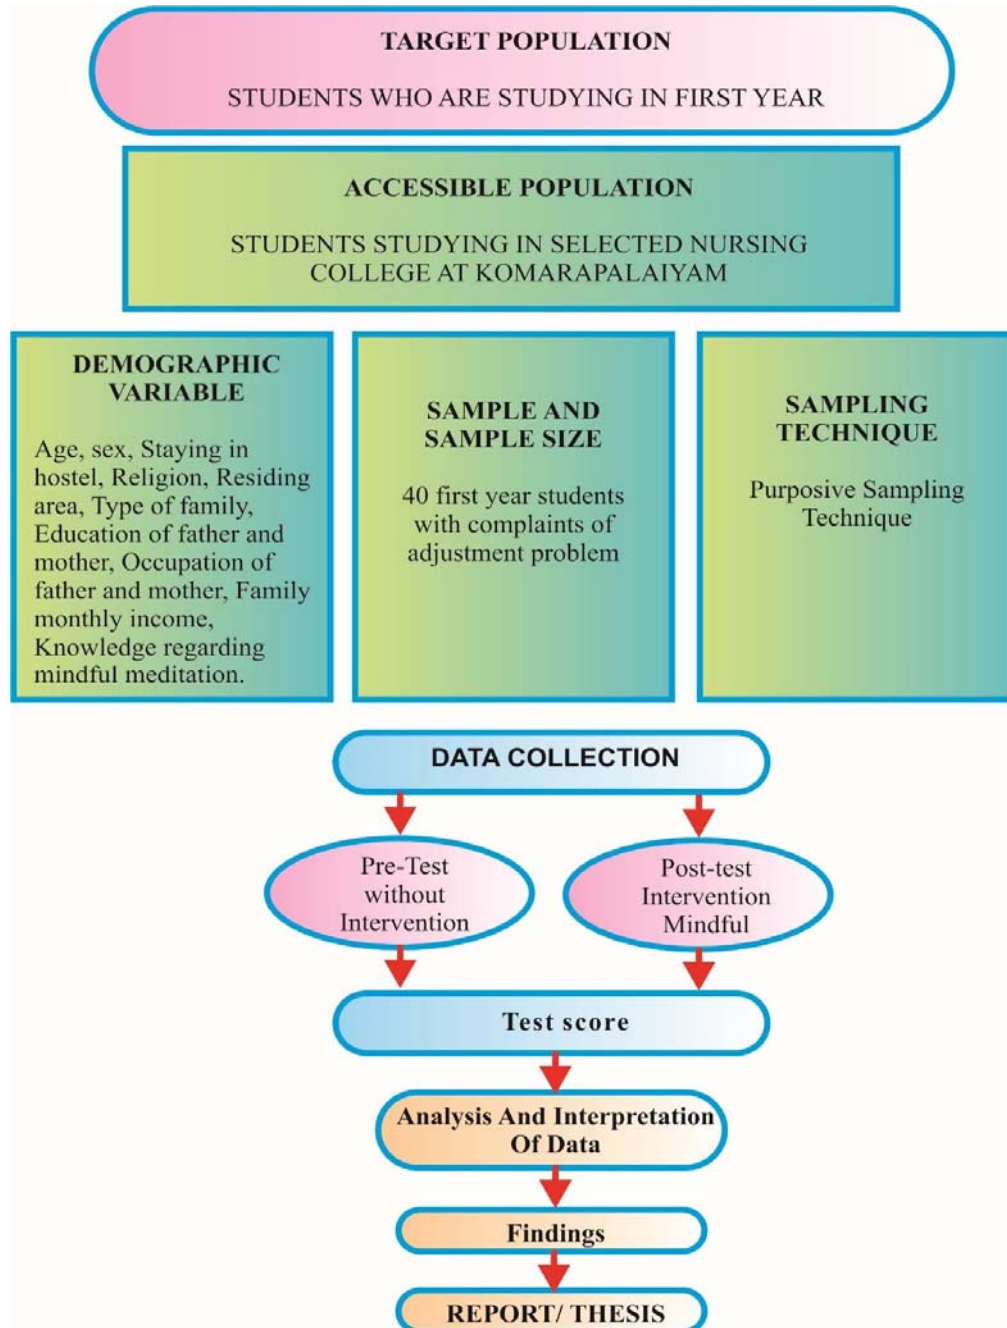 TARGET POPULATION
STUDENTS WHO ARE STUDYING IN FIRST YEAR
ACCESSIBLE POPULATION
STUDENTS STUDYING IN SELECTED NURSING
COLLEGE AT KOMARAPALAIYAM
DEMOGRAPHIC
VARIABLE
Age, sex, Staying in
hostel, Religion, Residing
area, Type of family,
Education of father and
mother, Occupation of
father and mother, Family
monthly income,
Knowledge regarding
mindful meditation.
SAMPLE AND
SAMPLE SIZE
40 first year students
with complaints of
adjustment problem
SAMPLING
TECHNIQUE
Purposive Sampling
Technique
DATA COLLECTION
Pre-Test
without
Intervention
Post-test
Intervention
Mindful
Test score
Analysis And Interpretation
Of Data
Findings
REPORT/ THESIS